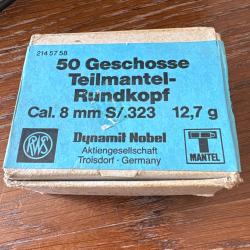 214 57 58
50 Geschosse
Teilmantel-
Rundkopf
Cal. 8 mm S/.323 12,7 g
RWS
Dynamit Nobel
Aktiengesellschaft
Troisdorf - Germany
T
MANTEL